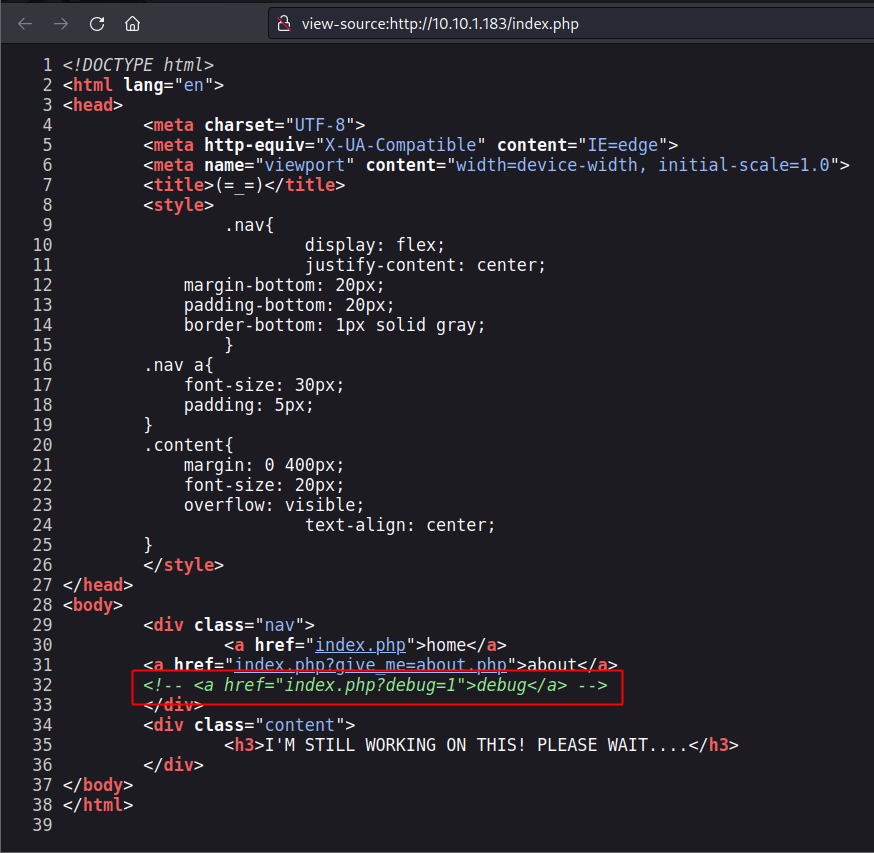 view-source:http://10.10.1.183/index.php
1 <!DOCTYPE html>
2 <html lang="en">
3 <head>
4 <meta charset="UTF-8">
5 <meta http-equiv="X-UA-Compatible" content="IE=edge">
6 <meta name="viewport" content="width=device-width, initial-scale=1.0">
7 <title>(=_=)</title>
8 <style>
9 .nav{
10 display: flex;
11 justify-content: center;
12 margin-bottom: 20px;
13 padding-bottom: 20px;
14 border-bottom: 1px solid gray;
15 }
16 .nav a{
17 font-size: 30px;
18 padding: 5px;
19 }
20 .content{
21 margin: 0 400px;
22 font-size: 20px;
23 overflow: visible;
24 text-align: center;
25 }
26 </style>
27 </head>
28 <body>
29 <div class="nav">
30 <a href="index.php">home</a>
31 <a href="index.php?give_me=about.php">about</a>
32 <!-- <a href="index.php?debug=1">debug</a> -->
33 </div>
34 <div class="content">
35 <h3>I'M STILL WORKING ON THIS! PLEASE WAIT....</h3>
36 </div>
37 </body>
38 </html>
39